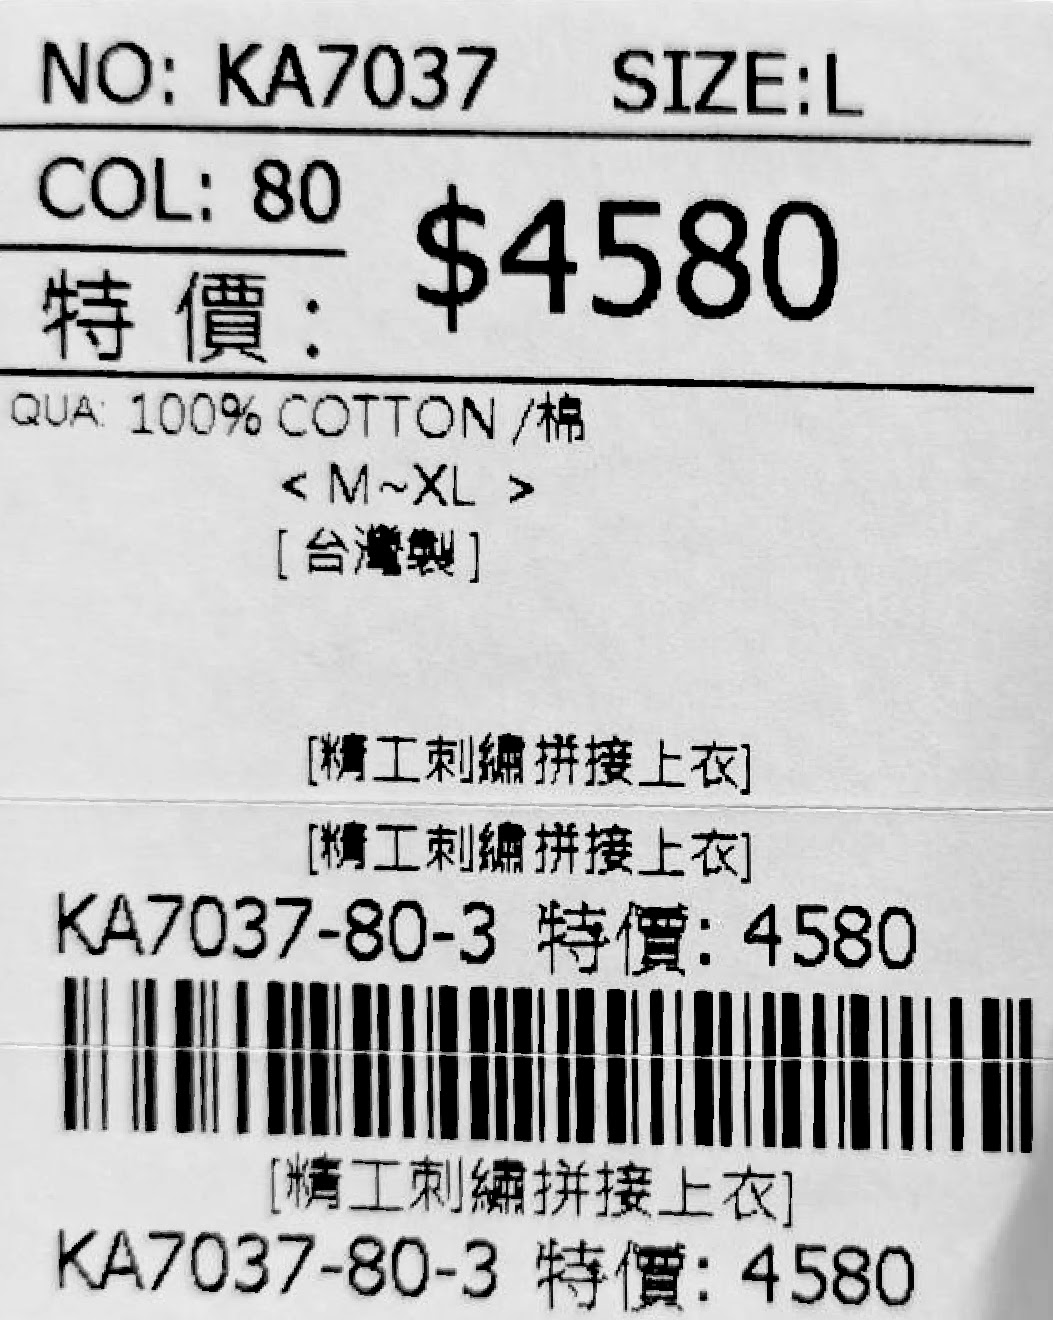 NO: KA7037 SIZE:L
COL: 80
$4580
特 價:
QUA: 100% COTTON /棉
< M~XL >
[台灣製]
[精工刺繡拼接上衣]
[精工刺繡拼接上衣]
KA7037-80-3 特價: 4580
[精工刺繡拼接上衣]
KA7037-80-3 特價: 4580